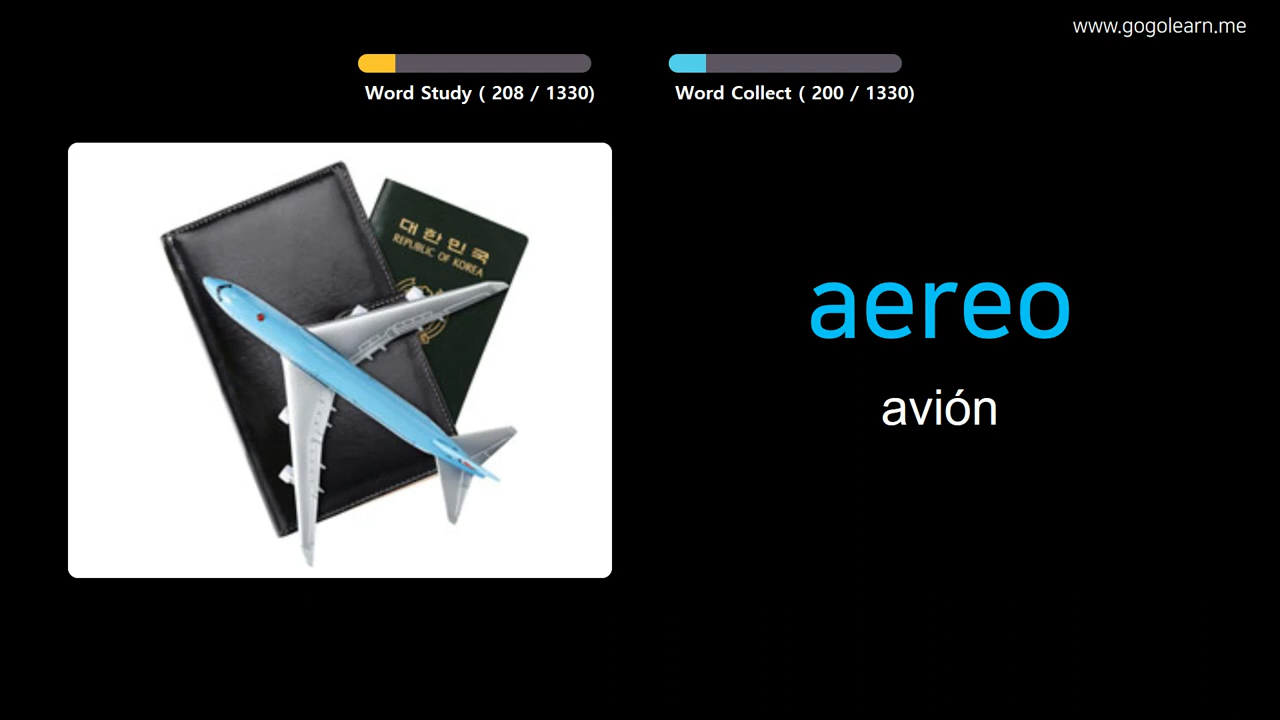 www.gogolearn.me
Word Study ( 208 / 1330)
Word Collect ( 200 / 1330)
대한민국
REPUBLIC OF KOREA
aereo
avión